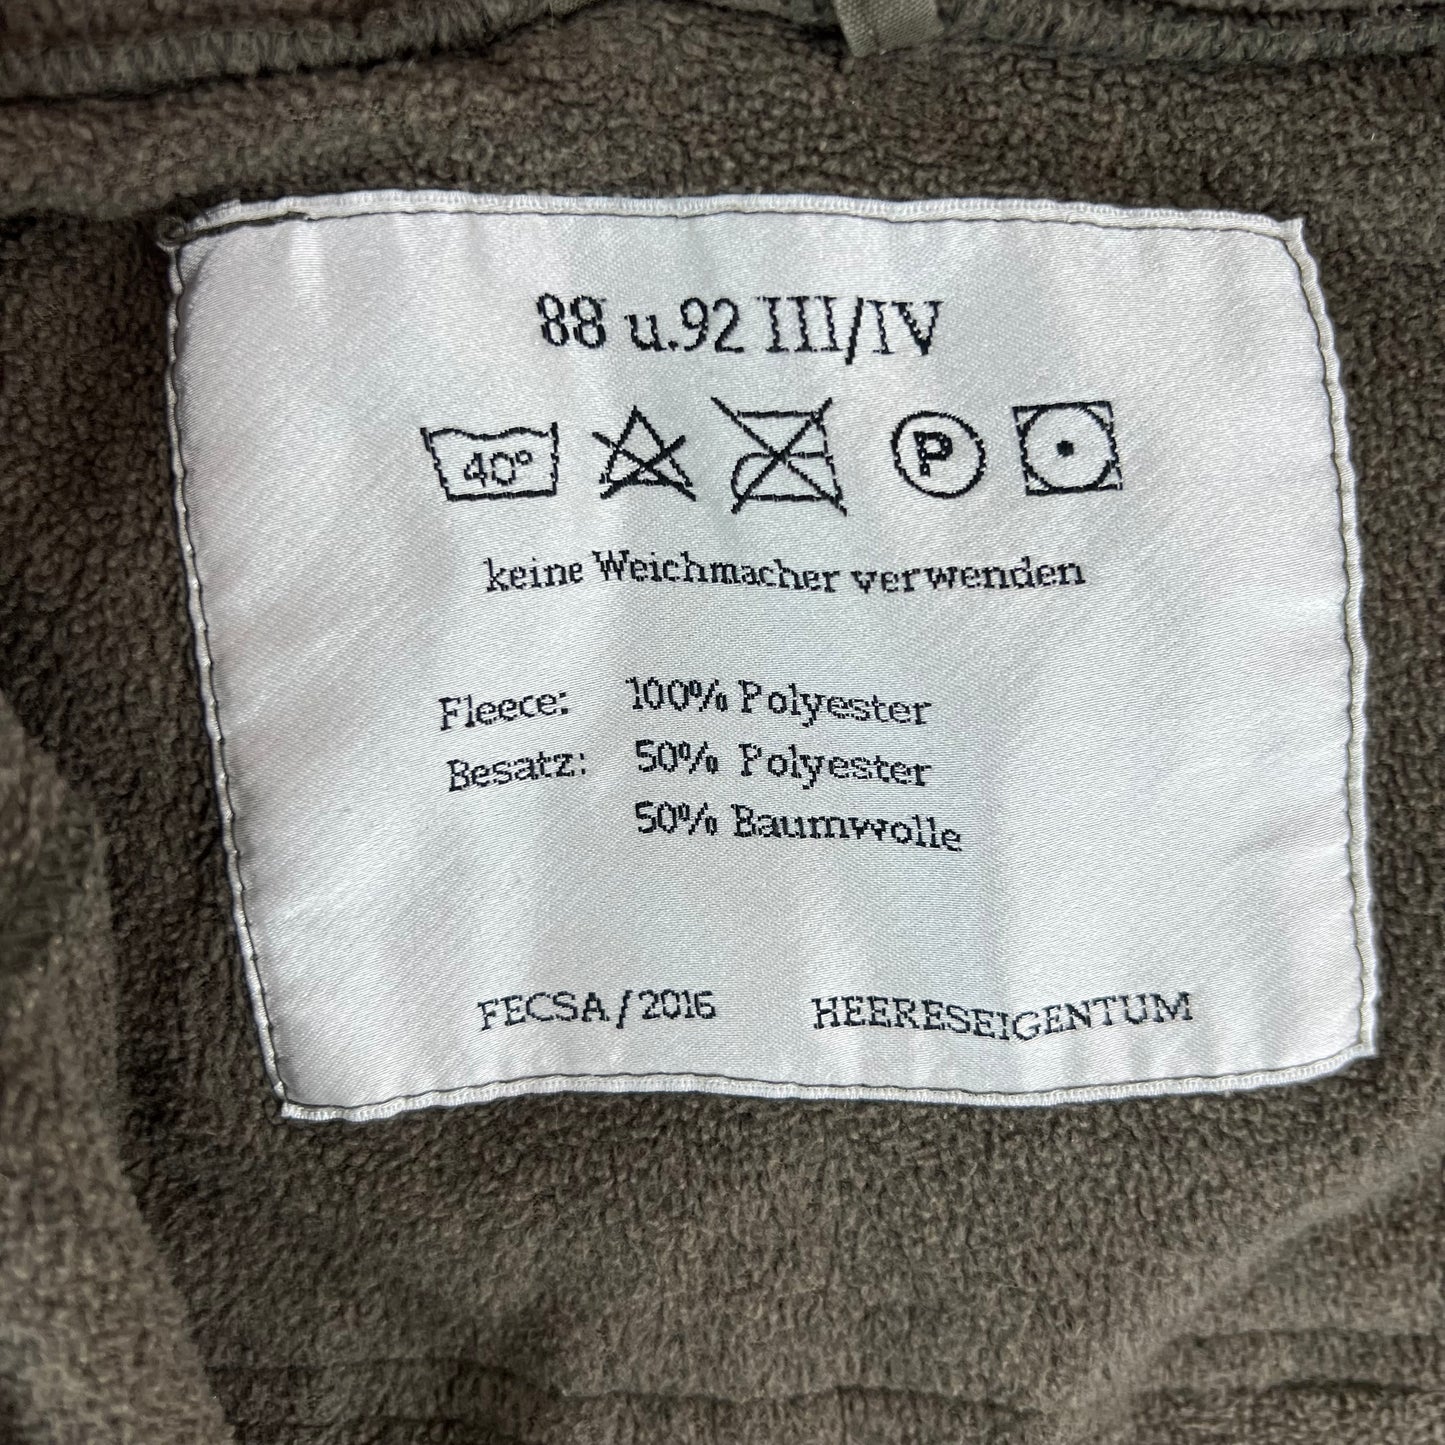 88 u.92 III/IV
40° P
keine Weichmacher verwenden
Fleece: 100% Polyester
Besatz: 50% Polyester
50% Baumwolle
FECSA/2016 HEERESEIGENTUM